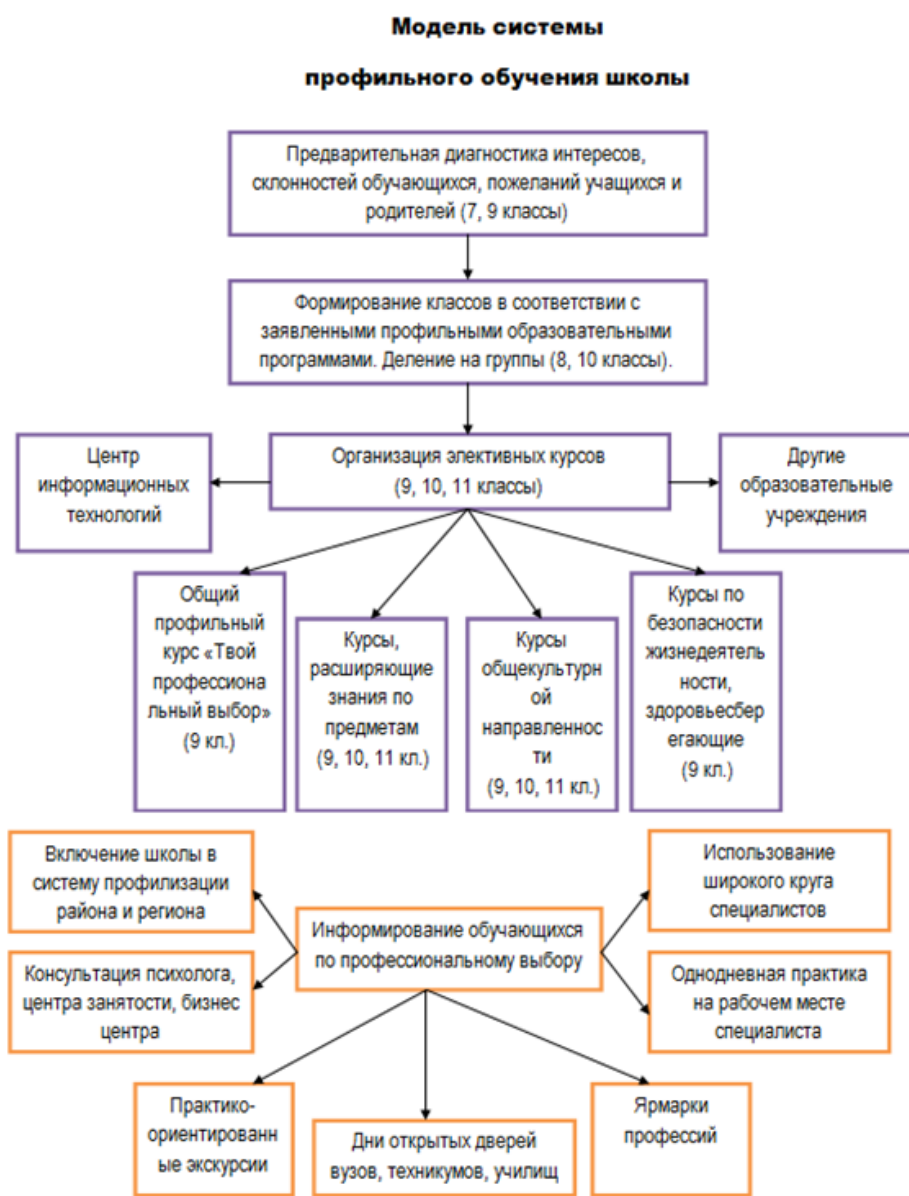 Модель системы
профильного обучения школы
Предварительная диагностика интересов,
склонностей обучающихся, пожеланий учащихся и
родителей (7, 9 классы)
Формирование классов в соответствии с
заявленными профильными образовательными
программами. Деление на группы (8, 10 классы).
Центр
информационных
технологий
Организация элективных курсов
(9, 10, 11 классы)
Другие
образовательные
учреждения
Общий
профильный
курс «Твой
профессиона
льный выбор»
(9 кл.)
Курсы,
расширяющие
знания по
предметам
(9, 10, 11 кл.)
Курсы
общекультурн
ой
направленнос
ти
(9, 10, 11 кл.)
Курсы по
безопасности
жизнедеятель
ности,
здоровьесбер
егающие
(9 кл.)
Включение школы в
систему профилизации
района и региона
Использование
широкого круга
специалистов
Информирование обучающихся
по профессиональному выбору
Консультация психолога,
центра занятости, бизнес
центра
Однодневная практика
на рабочем месте
специалиста
Практико-
ориентированн
ые экскурсии
Дни открытых дверей
вузов, техникумов, училищ
Ярмарки
профессий